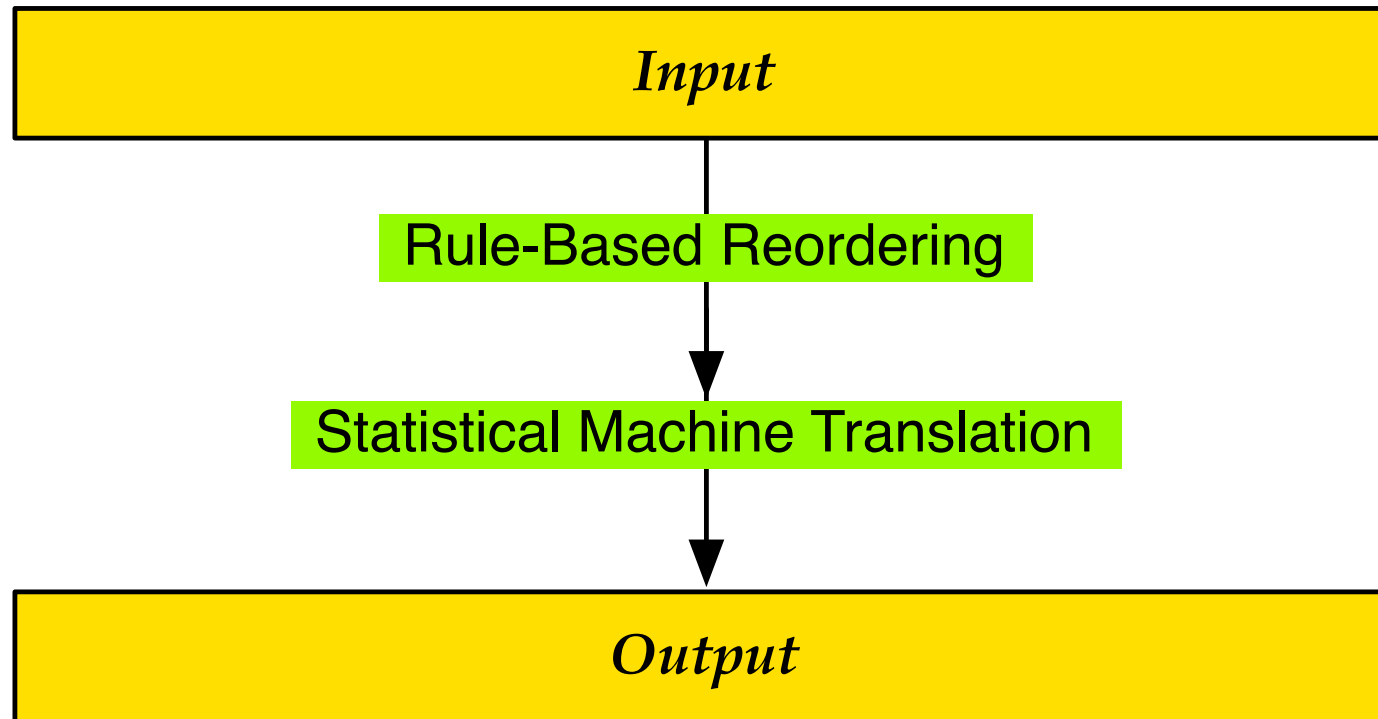 Input
Rule-Based Reordering
Statistical Machine Translation
Output